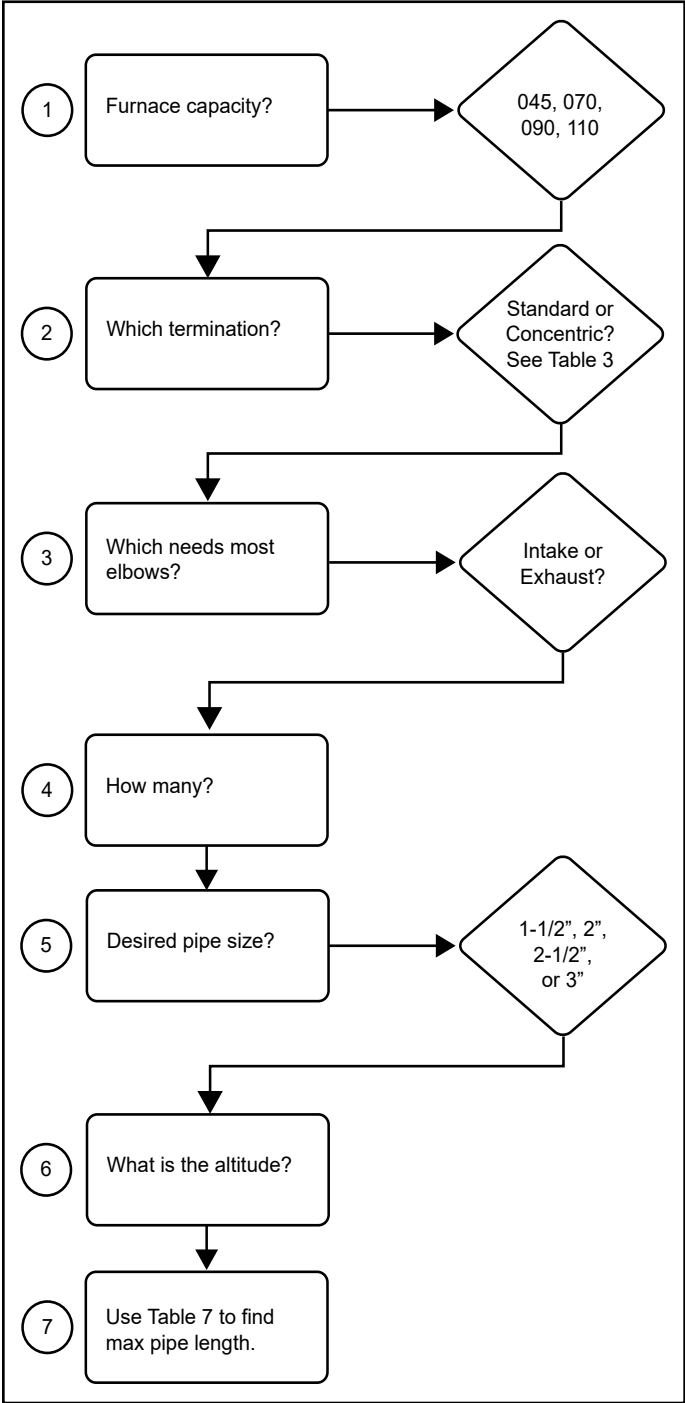 1
Furnace capacity?
045, 070,
090, 110
2
Which termination?
Standard or
Concentric?
See Table 3
3
Which needs most
elbows?
Intake or
Exhaust?
4
How many?
5
Desired pipe size?
1-1/2”, 2”,
2-1/2”,
or 3”
6
What is the altitude?
7
Use Table 7 to find
max pipe length.